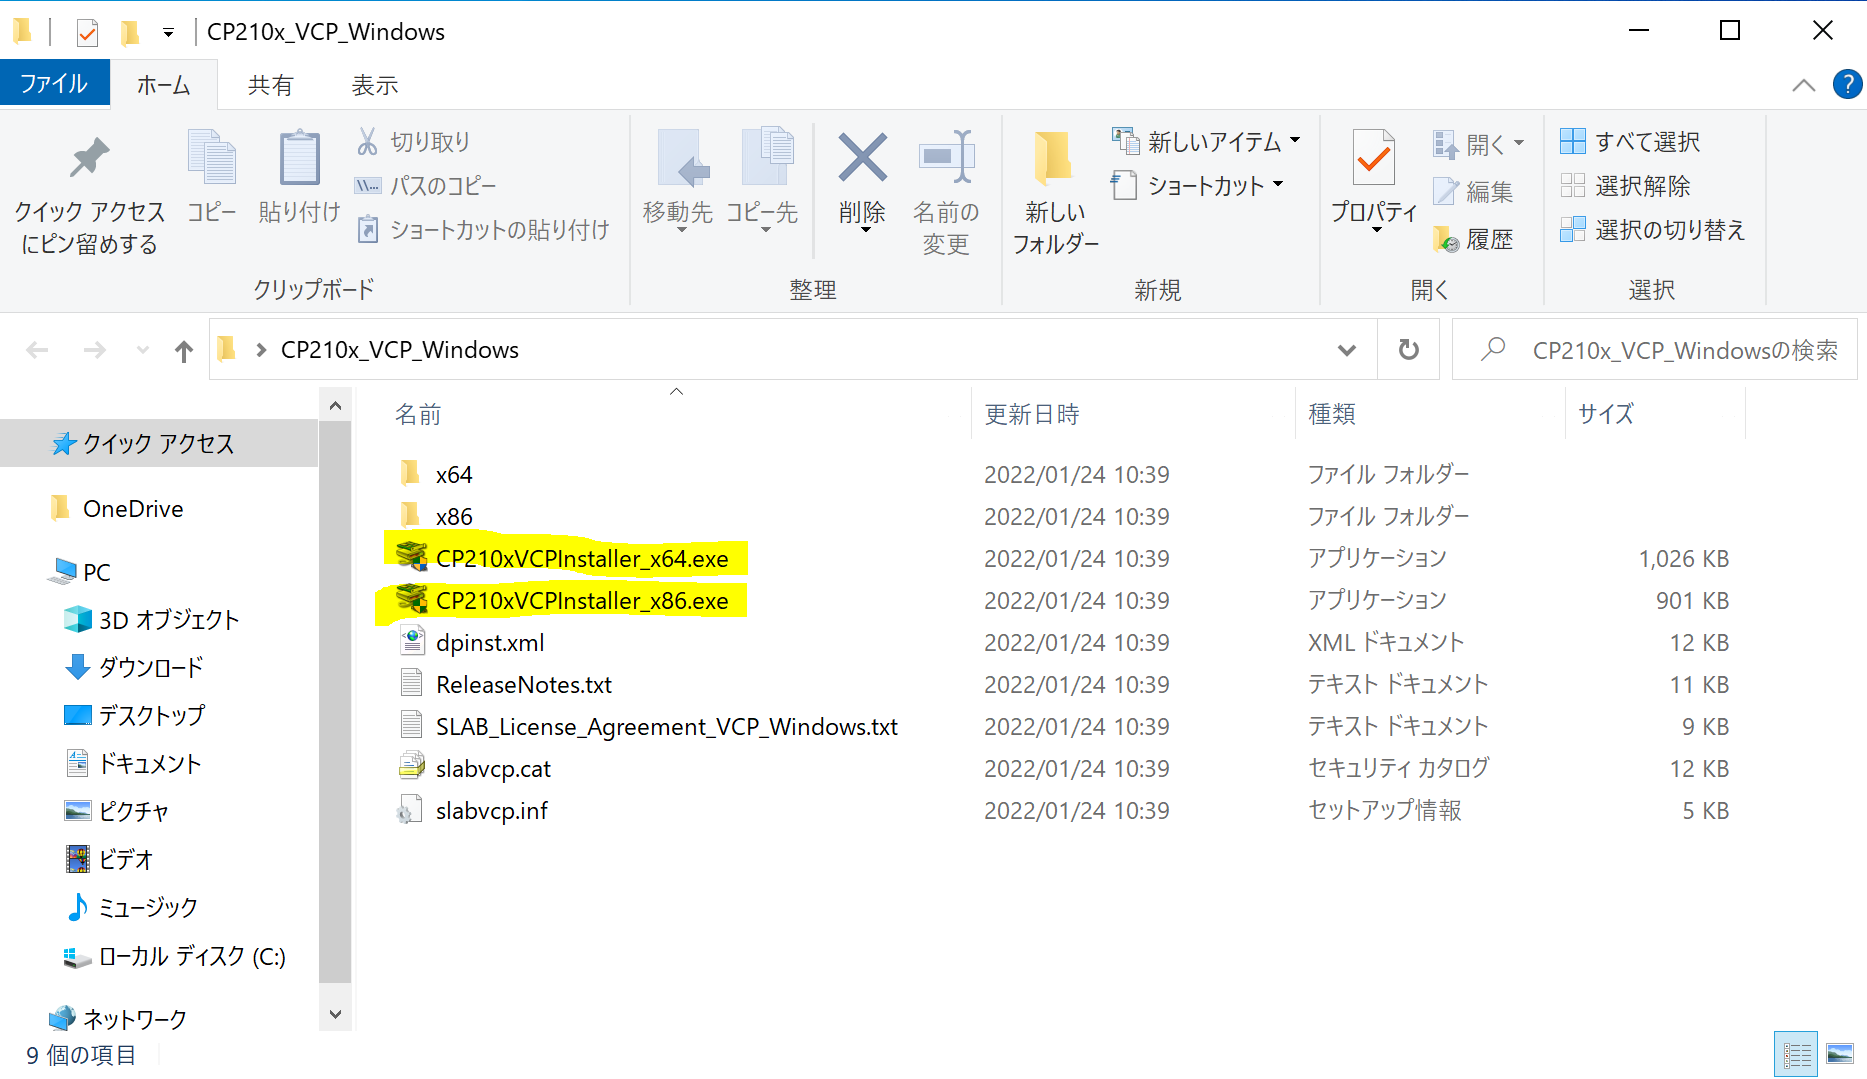 CP210x_VCP_Windows
ファイル
ホーム
共有
表示
?
クイック アクセス
にピン留めする
コピー
貼り付け
切り取り
パスのコピー
ショートカットの貼り付け
クリップボード
移動先
コピー先
削除
名前の
変更
整理
新しい
フォルダー
新しいアイテム
ショートカット
新規
プロパティ
開く
編集
履歴
開く
すべて選択
選択解除
選択の切り替え
選択
CP210x_VCP_Windows
CP210x_VCP_Windowsの検索
クイック アクセス
OneDrive
PC
3D オブジェクト
ダウンロード
デスクトップ
ドキュメント
ピクチャ
ビデオ
ミュージック
ローカル ディスク (C:)
ネットワーク
名前 更新日時 種類 サイズ
x64 2022/01/24 10:39 ファイル フォルダー
x86 2022/01/24 10:39 ファイル フォルダー
CP210xVCPInstaller_x64.exe 2022/01/24 10:39 アプリケーション 1,026 KB
CP210xVCPInstaller_x86.exe 2022/01/24 10:39 アプリケーション 901 KB
dpinst.xml 2022/01/24 10:39 XML ドキュメント 12 KB
ReleaseNotes.txt 2022/01/24 10:39 テキスト ドキュメント 11 KB
SLAB_License_Agreement_VCP_Windows.txt 2022/01/24 10:39 テキスト ドキュメント 9 KB
slabvcp.cat 2022/01/24 10:39 セキュリティ カタログ 12 KB
slabvcp.inf 2022/01/24 10:39 セットアップ情報 5 KB
9 個の項目